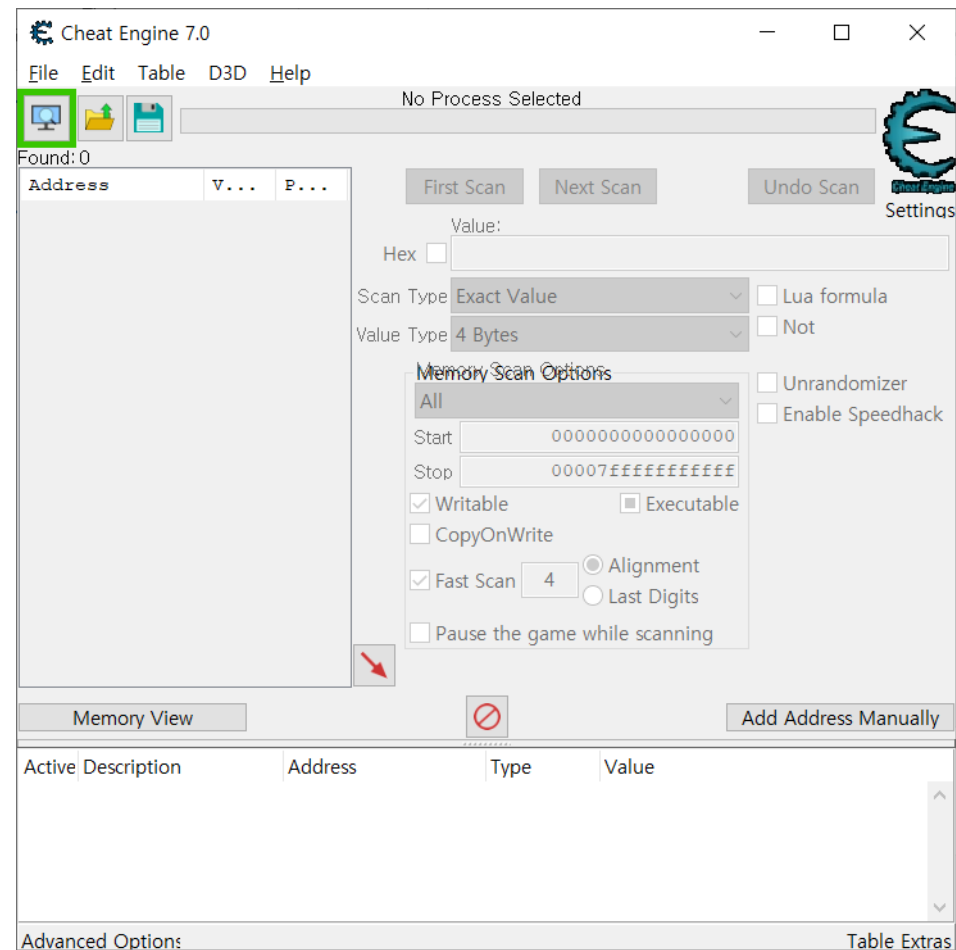 Cheat Engine 7.0
File Edit Table D3D Help
No Process Selected
Found: 0
Address V... P...
First Scan Next Scan Undo Scan
Cheat Engine
Settings
Value:
Hex
Scan Type Exact Value
Lua formula
Value Type 4 Bytes
Not
Memory Scan Options
All
Unrandomizer
Enable Speedhack
Start 0000000000000000
Stop 00007fffffffffff
Writable Executable
CopyOnWrite
Fast Scan 4
Alignment
Last Digits
Pause the game while scanning
Memory View
Add Address Manually
Active Description Address Type Value
Advanced Options Table Extras